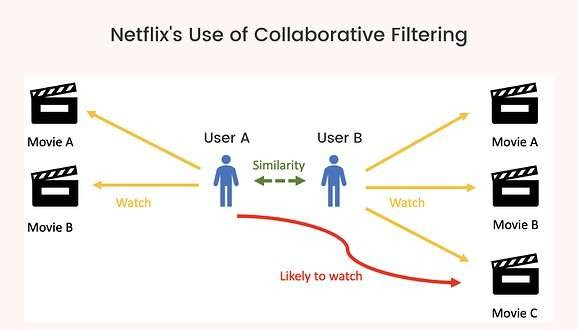 Netflix's Use of Collaborative Filtering
Movie A
User A
User B
Movie A
Similarity
Watch
Watch
Movie B
Movie B
Likely to watch
Movie C